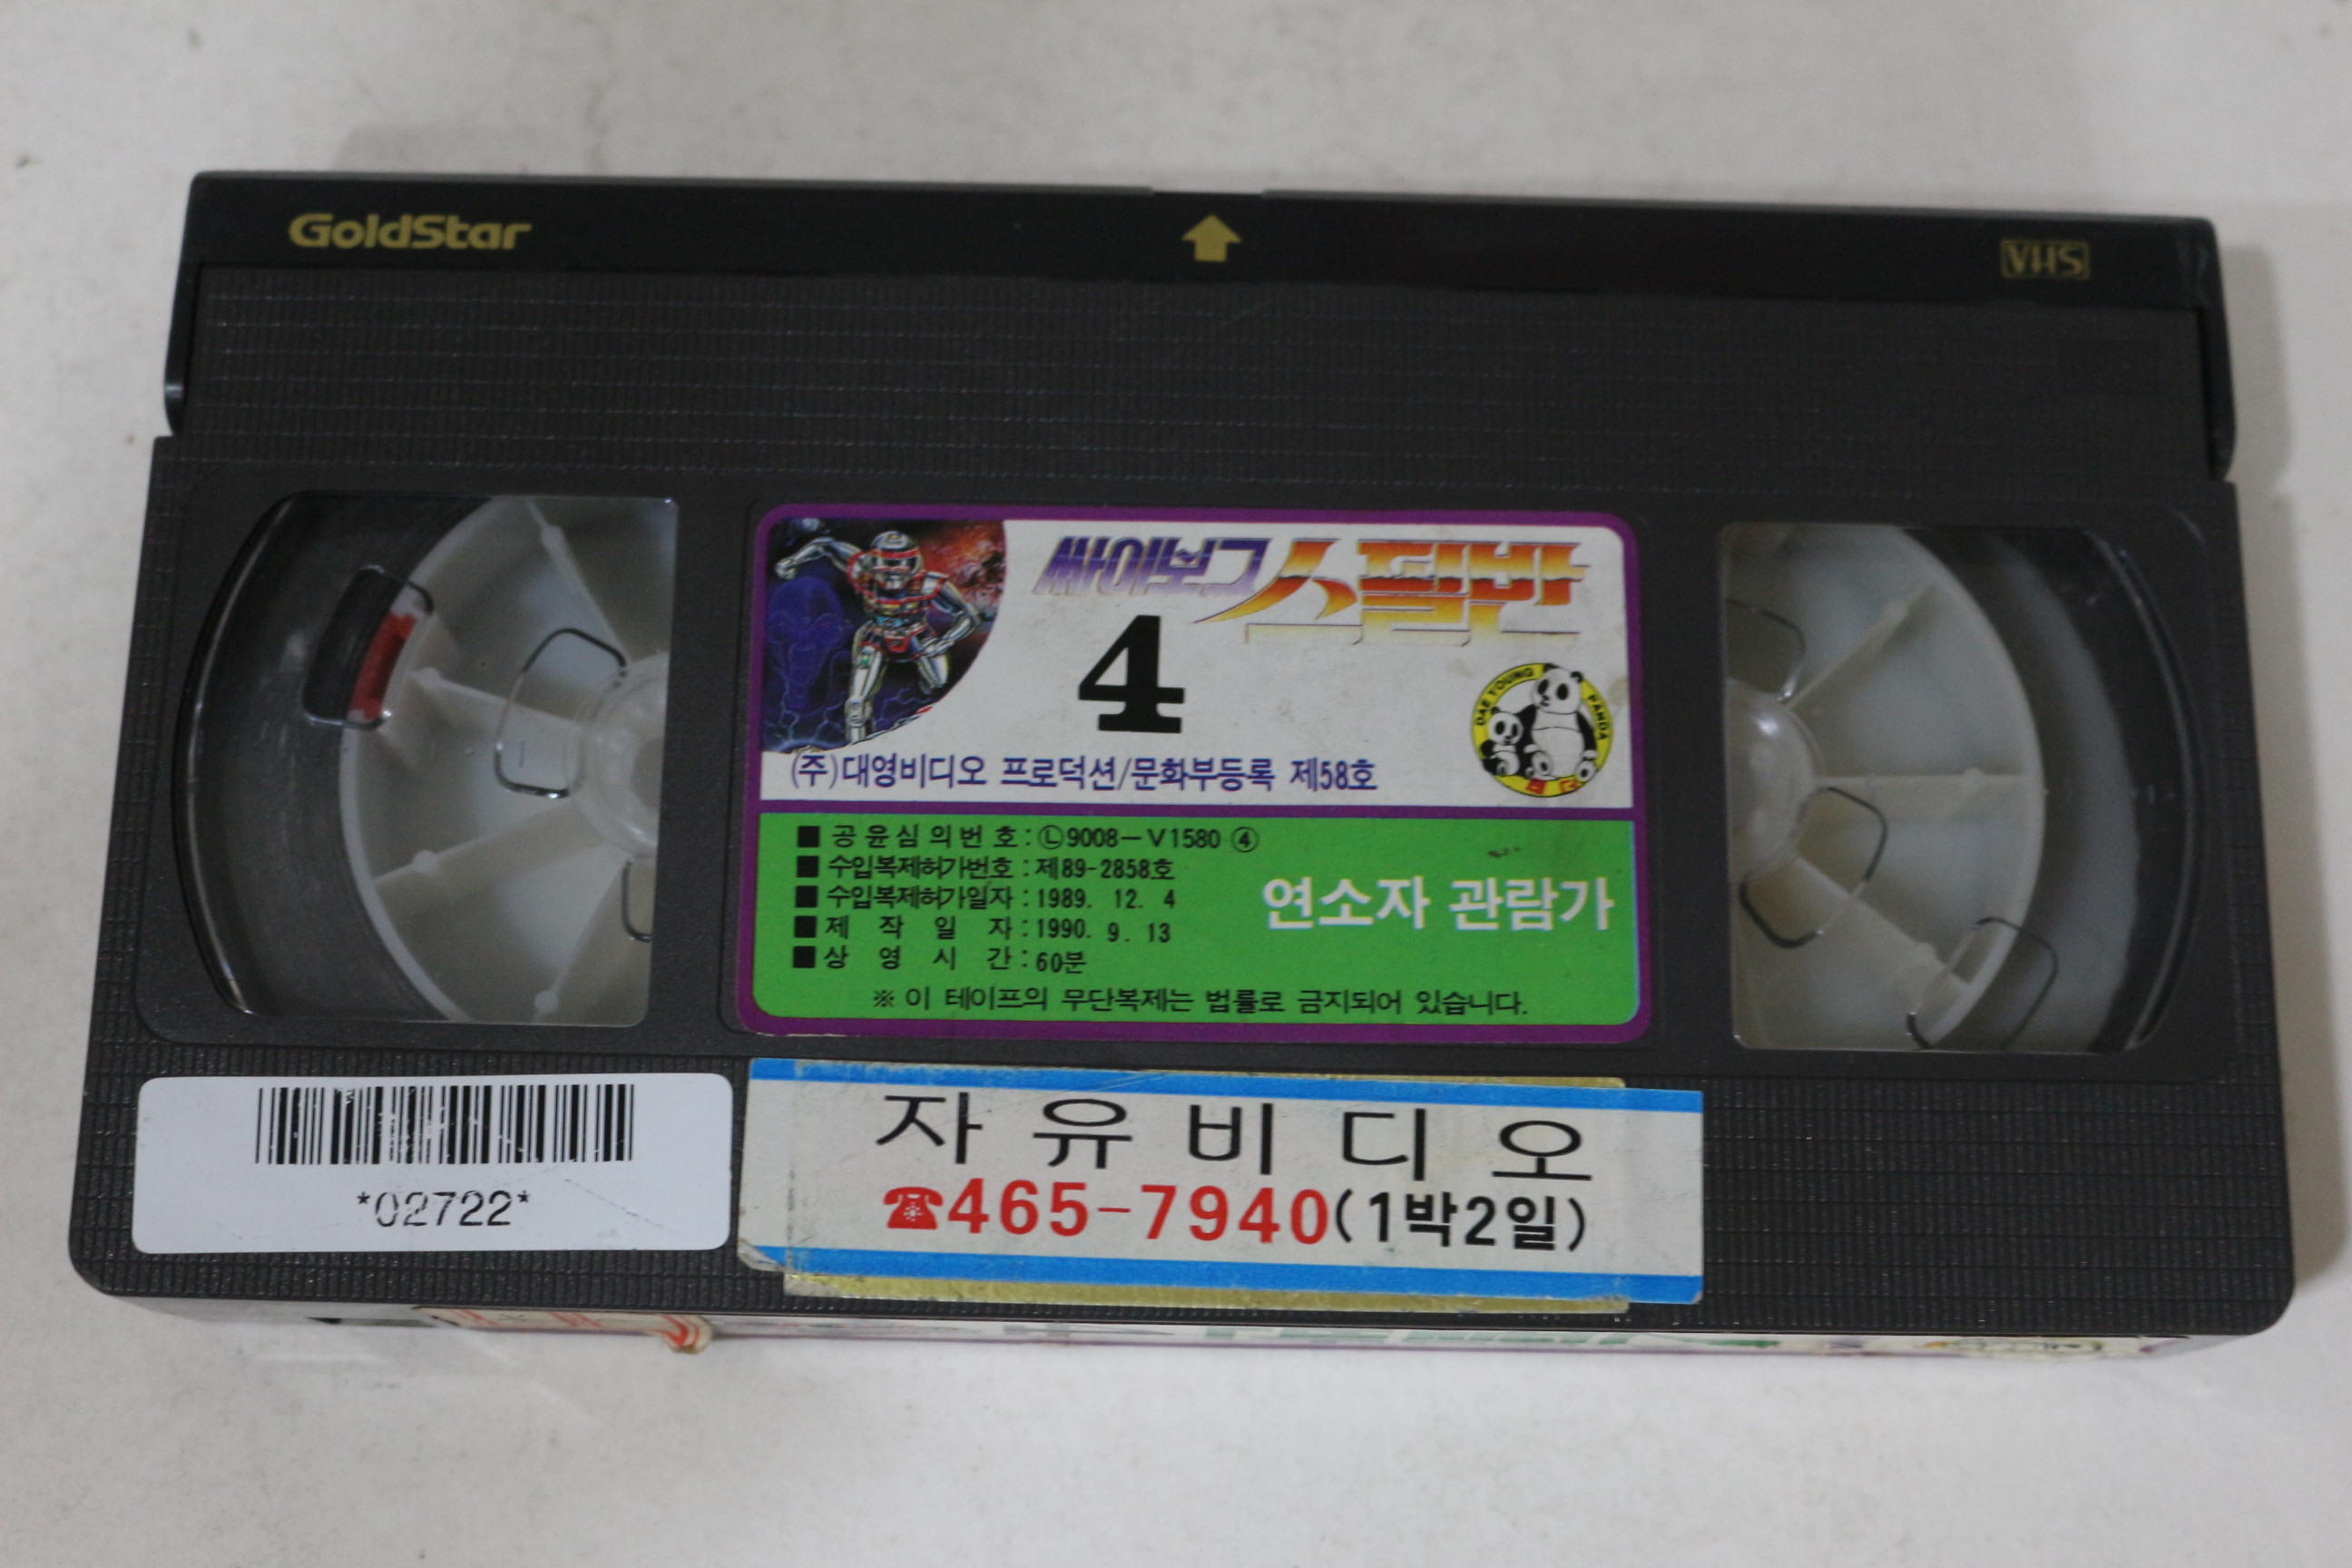 GoldStar
VHS
싸이보그 스필반
4
DAE YOUNG PANDA
비디오
(주)대영비디오 프로덕션/문화부등록 제58호
■ 공윤심의번호:Ⓛ9008-V1580 ④
■ 수입복제허가번호:제89-2858호
■ 수입복제허가일자:1989. 12. 4
■ 제작일자:1990. 9. 13
■ 상영시간:60분
연소자 관람가
※ 이 테이프의 무단복제는 법률로 금지되어 있습니다.
*02722*
자유비디오
☎465-7940(1박2일)